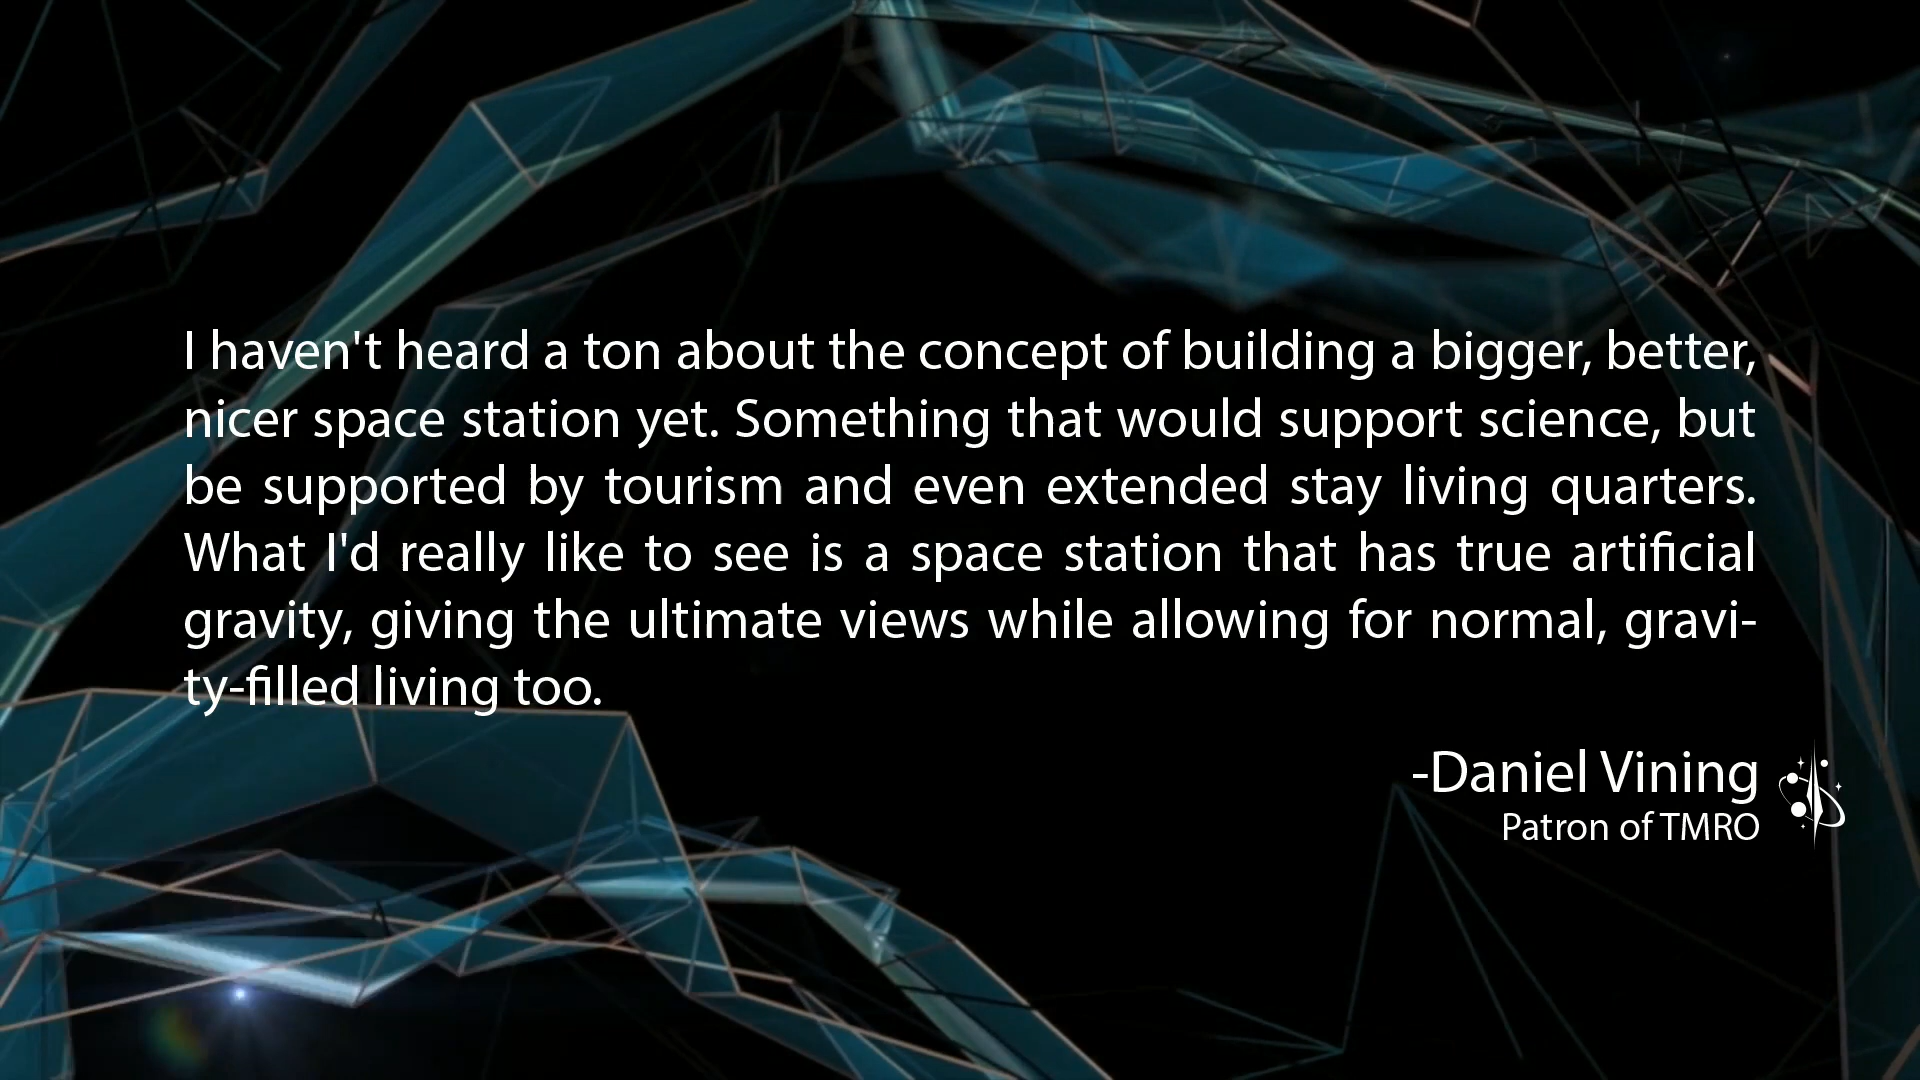 I haven't heard a ton about the concept of building a bigger, better,
nicer space station yet. Something that would support science, but
be supported by tourism and even extended stay living quarters.
What I'd really like to see is a space station that has true artificial
gravity, giving the ultimate views while allowing for normal, gravi-
ty-filled living too.
-Daniel Vining
Patron of TMRO